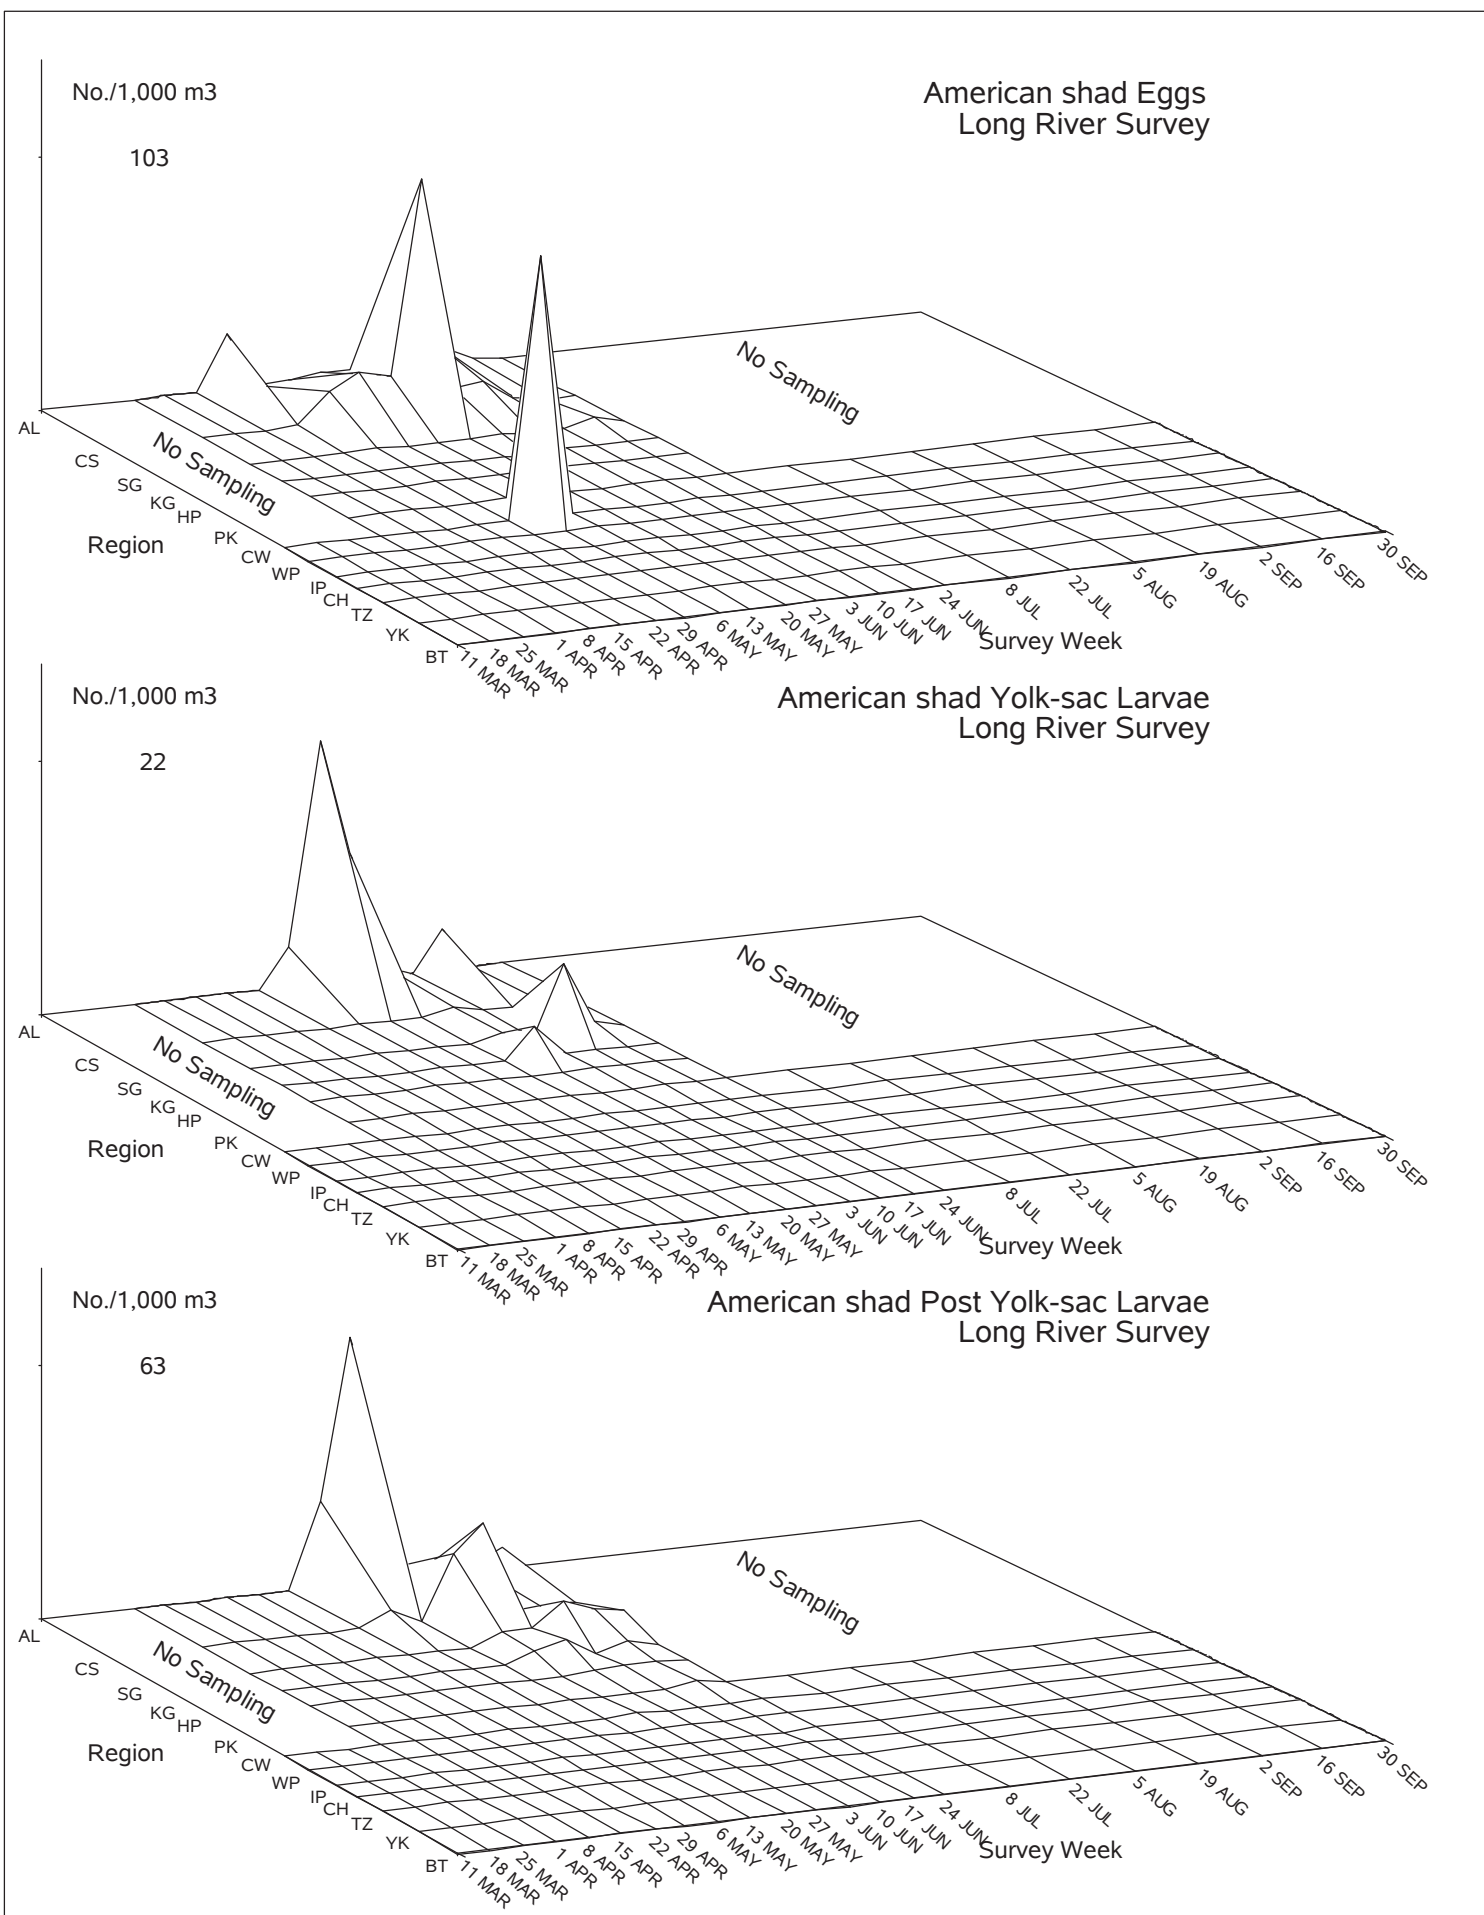 No./1,000 m3
American shad Eggs
Long River Survey
103
No Sampling
AL
CS
No Sampling
SG
KG
HP
Region
PK
CW
WP
IP
CH
TZ
YK
BT
11 MAR
18 MAR
25 MAR
1 APR
8 APR
15 APR
22 APR
29 APR
6 MAY
13 MAY
20 MAY
27 MAY
3 JUN
10 JUN
17 JUN
24 JUN
8 JUL
22 JUL
5 AUG
19 AUG
2 SEP
16 SEP
30 SEP
Survey Week
No./1,000 m3
American shad Yolk-sac Larvae
Long River Survey
22
No Sampling
AL
CS
No Sampling
SG
KG
HP
Region
PK
CW
WP
IP
CH
TZ
YK
BT
11 MAR
18 MAR
25 MAR
1 APR
8 APR
15 APR
22 APR
29 APR
6 MAY
13 MAY
20 MAY
27 MAY
3 JUN
10 JUN
17 JUN
24 JUN
8 JUL
22 JUL
5 AUG
19 AUG
2 SEP
16 SEP
30 SEP
Survey Week
No./1,000 m3
American shad Post Yolk-sac Larvae
Long River Survey
63
No Sampling
AL
CS
No Sampling
SG
KG
HP
Region
PK
CW
WP
IP
CH
TZ
YK
BT
11 MAR
18 MAR
25 MAR
1 APR
8 APR
15 APR
22 APR
29 APR
6 MAY
13 MAY
20 MAY
27 MAY
3 JUN
10 JUN
17 JUN
24 JUN
8 JUL
22 JUL
5 AUG
19 AUG
2 SEP
16 SEP
30 SEP
Survey Week